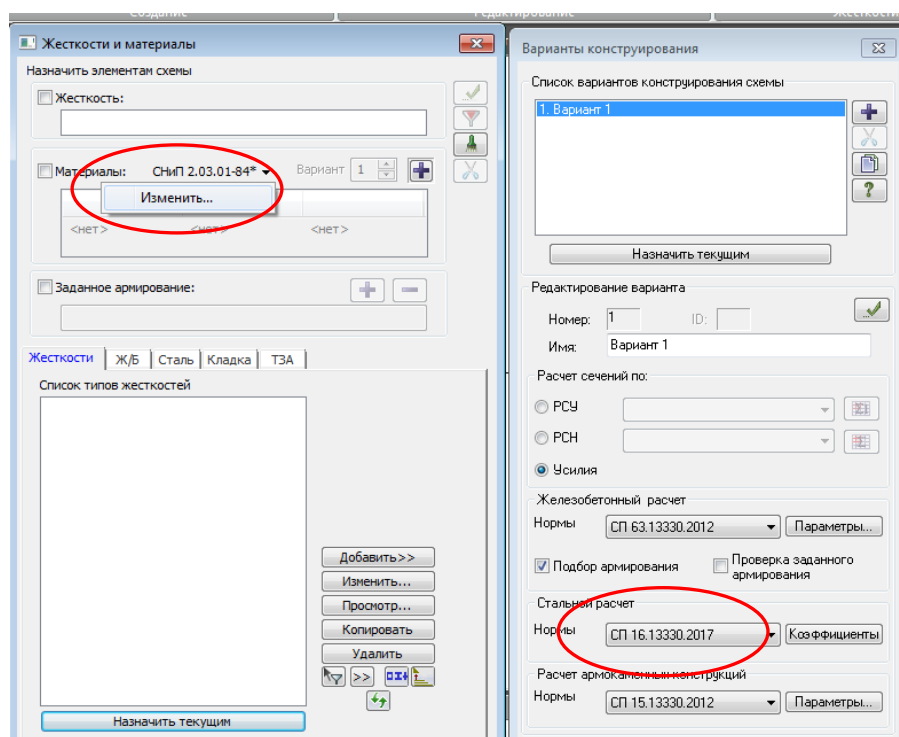 Создание
Редактирование
Жесткости
Жесткости и материалы
Назначить элементам схемы
Жесткость:
Материалы: СНиП 2.03.01-84* Вариант 1
Изменить...
<нет> <нет> <нет>
Заданное армирование:
Жесткости Ж/Б Сталь Кладка ТЗА
Список типов жесткостей
Добавить>>
Изменить...
Просмотр...
Копировать
Удалить
>>
Назначить текущим
Варианты конструирования
Список вариантов конструирования схемы
1. Вариант 1
?
Назначить текущим
Редактирование варианта
Номер: 1 ID:
Имя: Вариант 1
Расчет сечений по:
РСУ
РСН
Усилия
Железобетонный расчет
Нормы СП 63.13330.2012 Параметры...
Подбор армирования Проверка заданного
армирования
Стальной расчет
Нормы СП 16.13330.2017 Коэффициенты
Расчет армокаменных конструкций
Нормы СП 15.13330.2012 Параметры...